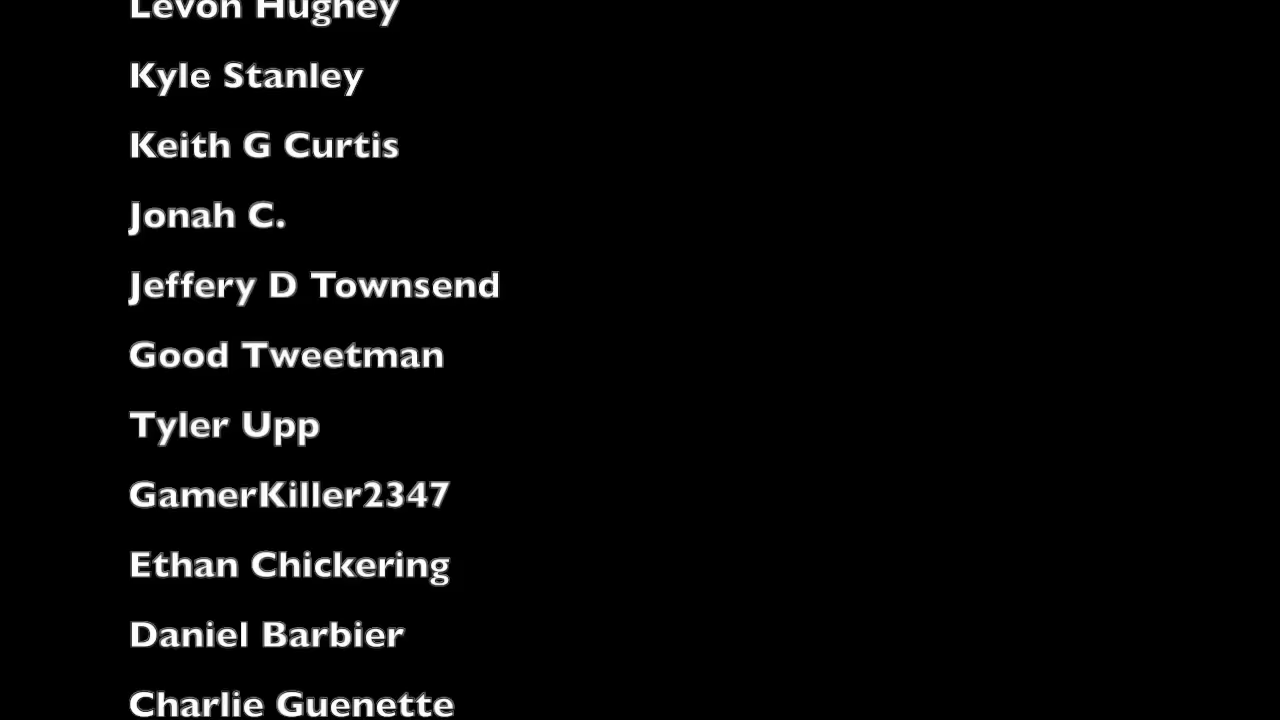 Levon Hughey
Kyle Stanley
Keith G Curtis
Jonah C.
Jeffery D Townsend
Good Tweetman
Tyler Upp
GamerKiller2347
Ethan Chickering
Daniel Barbier
Charlie Guenette